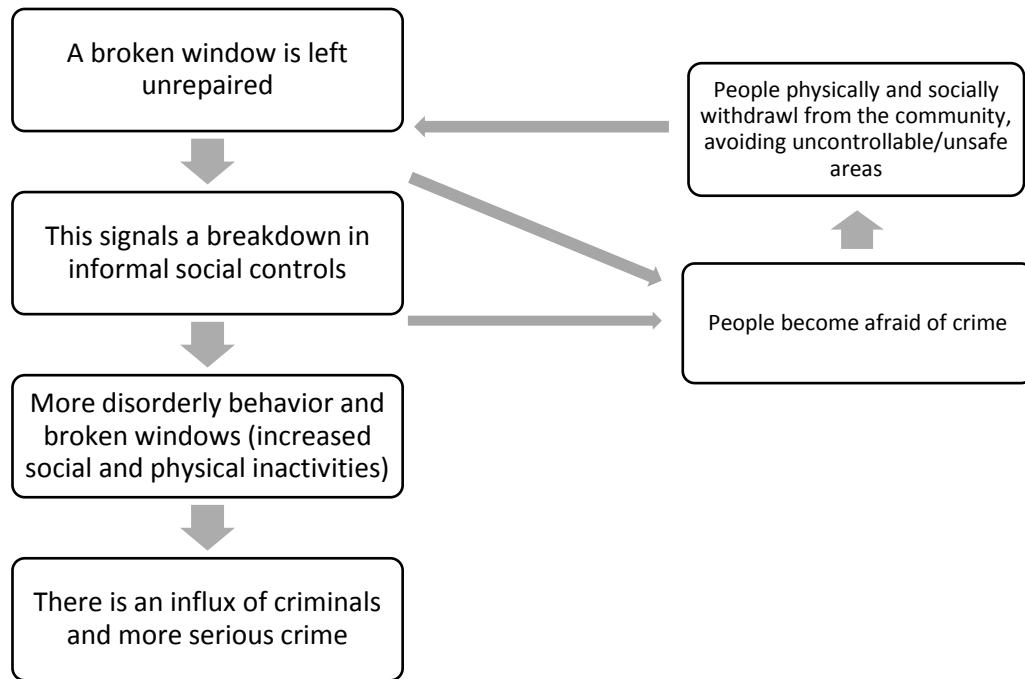 A broken window is left
unrepaired
This signals a breakdown in
informal social controls
More disorderly behavior and
broken windows (increased
social and physical inactivities)
There is an influx of criminals
and more serious crime
People physically and socially
withdrawl from the community,
avoiding uncontrollable/unsafe
areas
People become afraid of crime